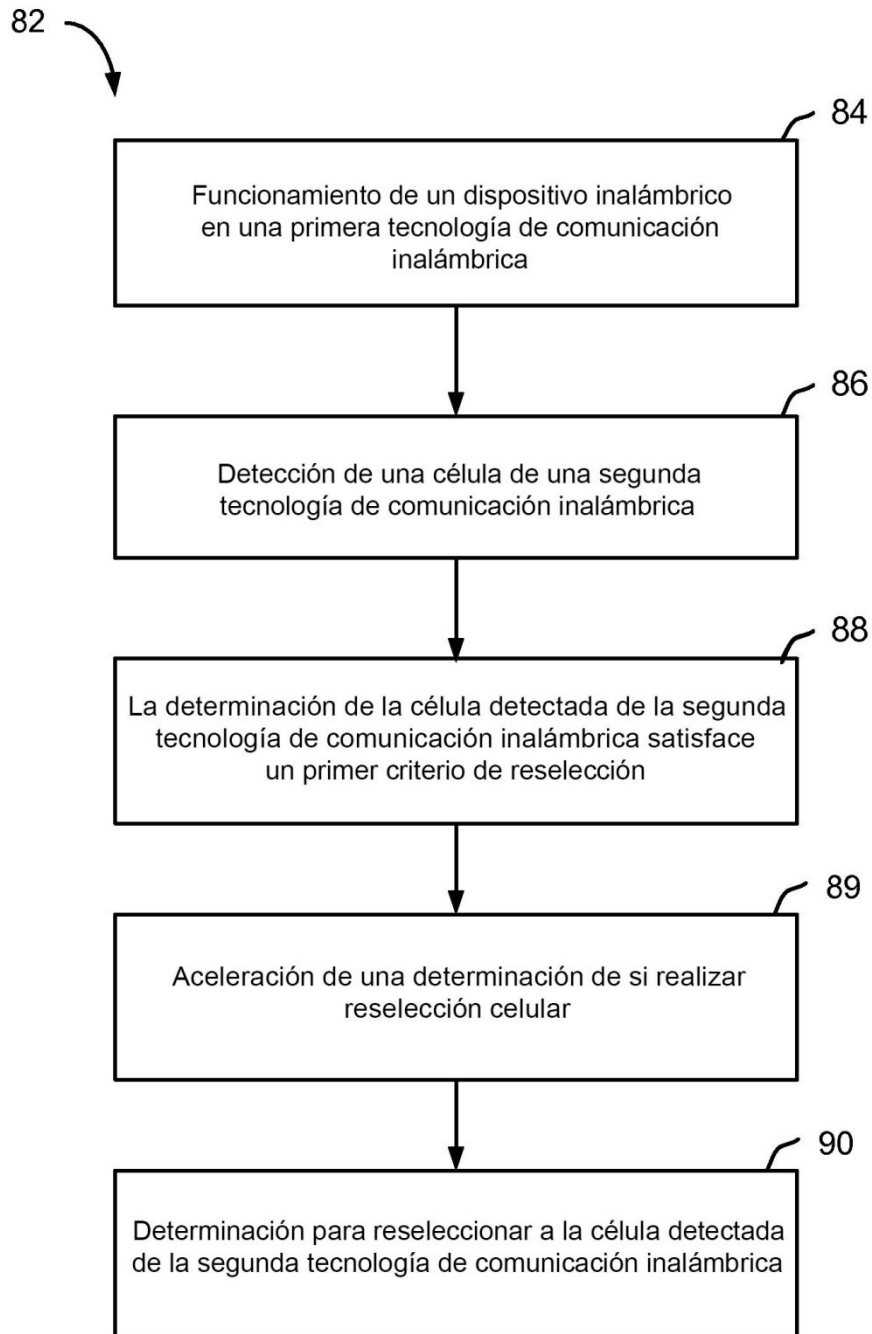 82
84
Funcionamiento de un dispositivo inalámbrico
en una primera tecnología de comunicación
inalámbrica
86
Detección de una célula de una segunda
tecnología de comunicación inalámbrica
88
La determinación de la célula detectada de la segunda
tecnología de comunicación inalámbrica satisface
un primer criterio de reselección
89
Aceleración de una determinación de si realizar
reselección celular
90
Determinación para reseleccionar a la célula detectada
de la segunda tecnología de comunicación inalámbrica